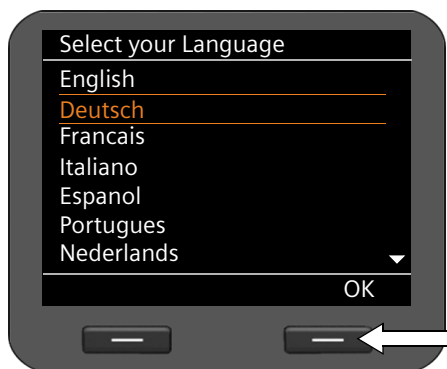 Select your Language
English
Deutsch
Francais
Italiano
Espanol
Portugues
Nederlands
OK